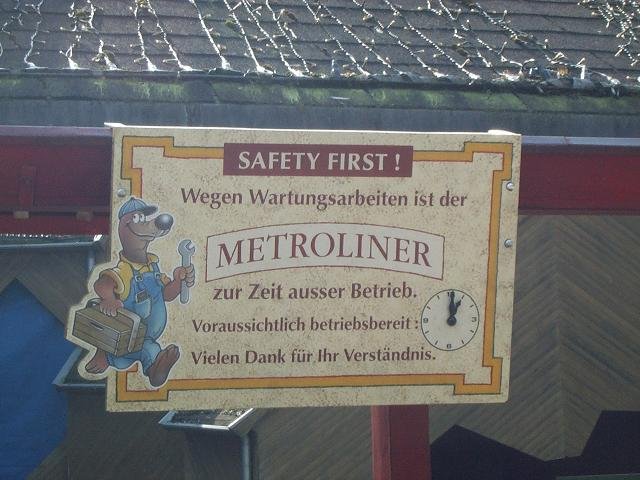 SAFETY FIRST !
Wegen Wartungsarbeiten ist der
METROLINER
zur Zeit ausser Betrieb.
Voraussichtlich betriebsbereit :
Vielen Dank für Ihr Verständnis.